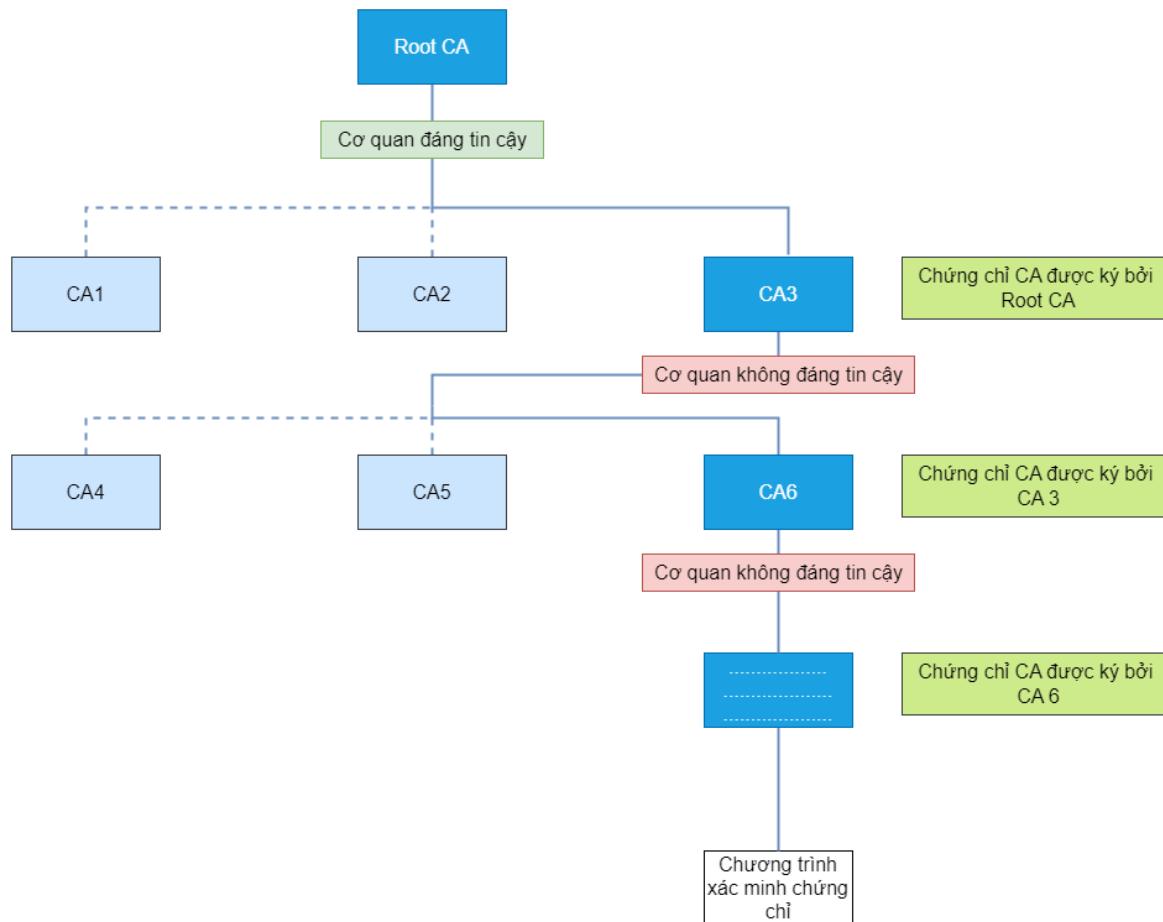 Root CA
Cơ quan đáng tin cậy
CA1
CA2
CA3
Chứng chỉ CA được ký bởi
Root CA
Cơ quan không đáng tin cậy
CA4
CA5
CA6
Chứng chỉ CA được ký bởi
CA 3
Cơ quan không đáng tin cậy
Chứng chỉ CA được ký bởi
CA 6
Chương trình
xác minh chứng
chỉ